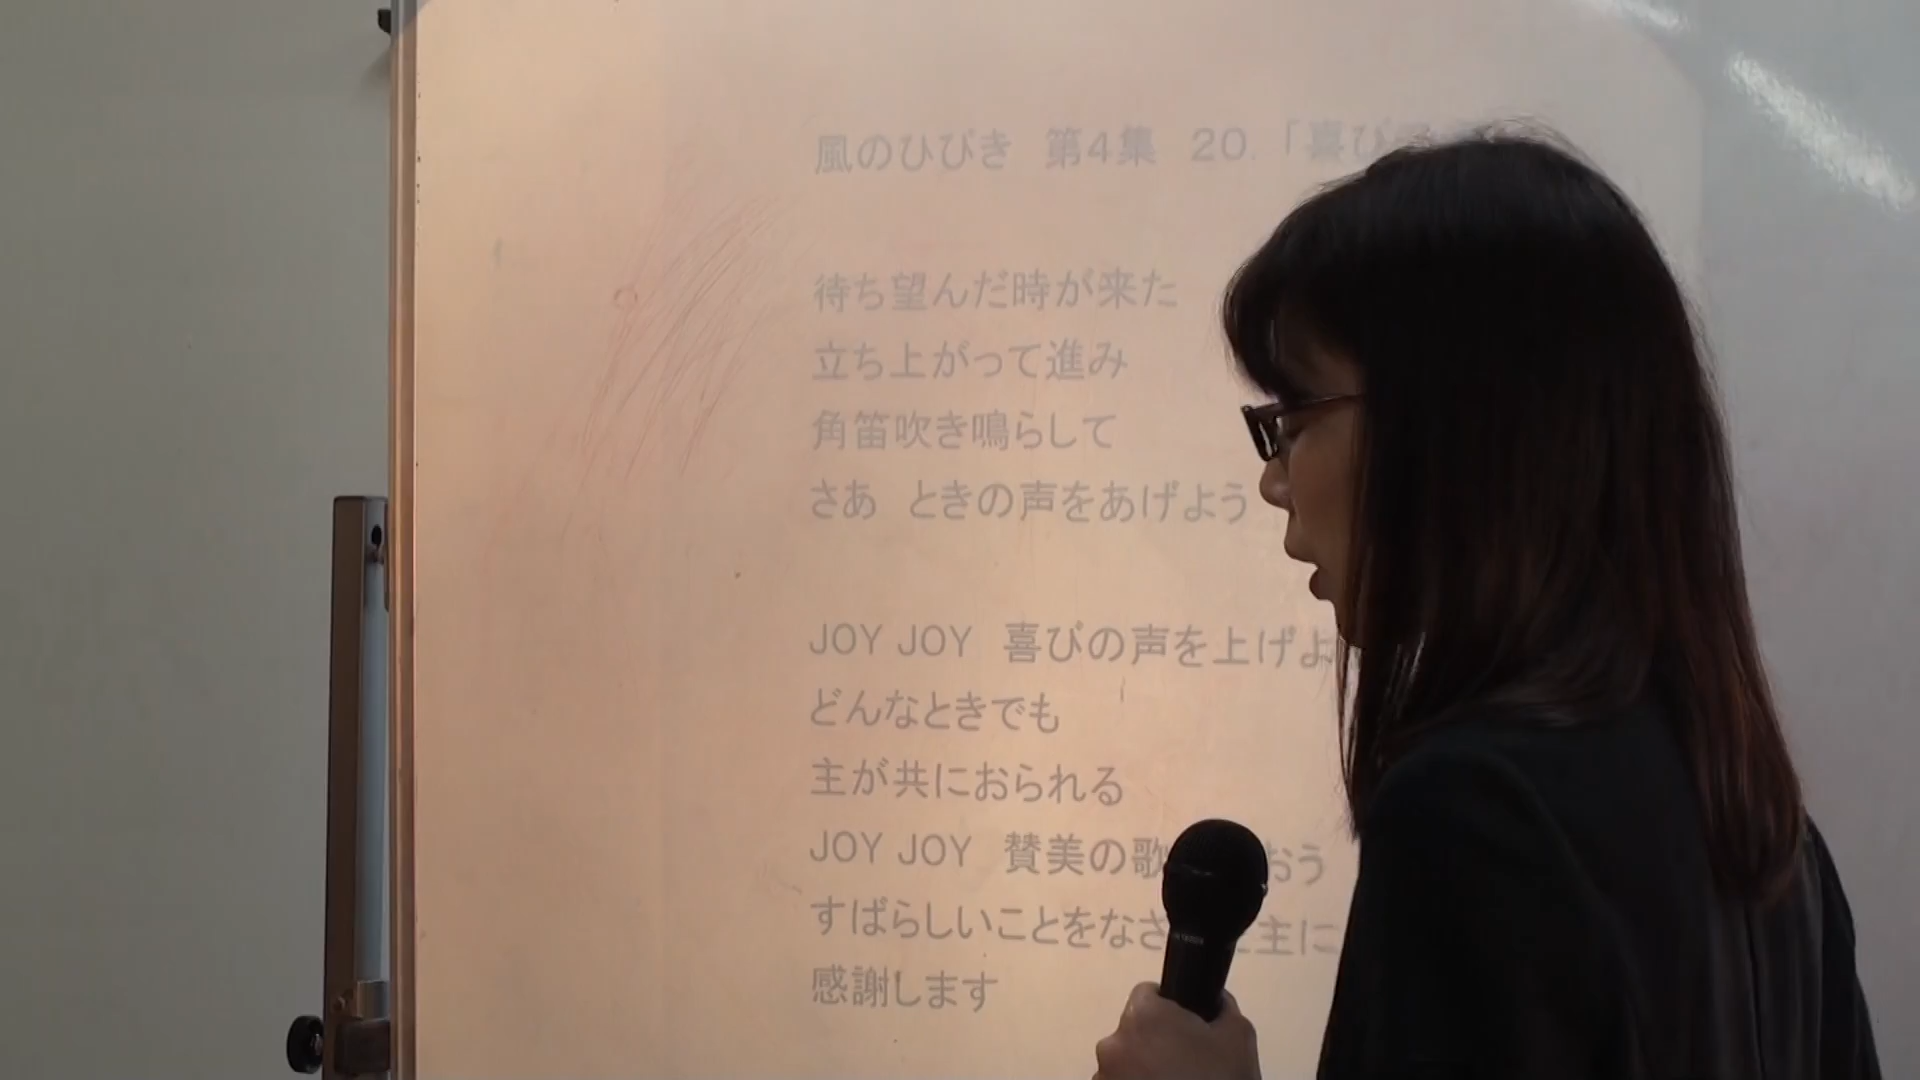 風のひびき 第4集 20.「喜び
待ち望んだ時が来た
立ち上がって進み
角笛吹き鳴らして
さあ ときの声をあげよう
JOY JOY 喜びの声を上げよ
どんなときでも
主が共におられる
JOY JOY 賛美の歌 おう
すばらしいことをなさ 主に
感謝します